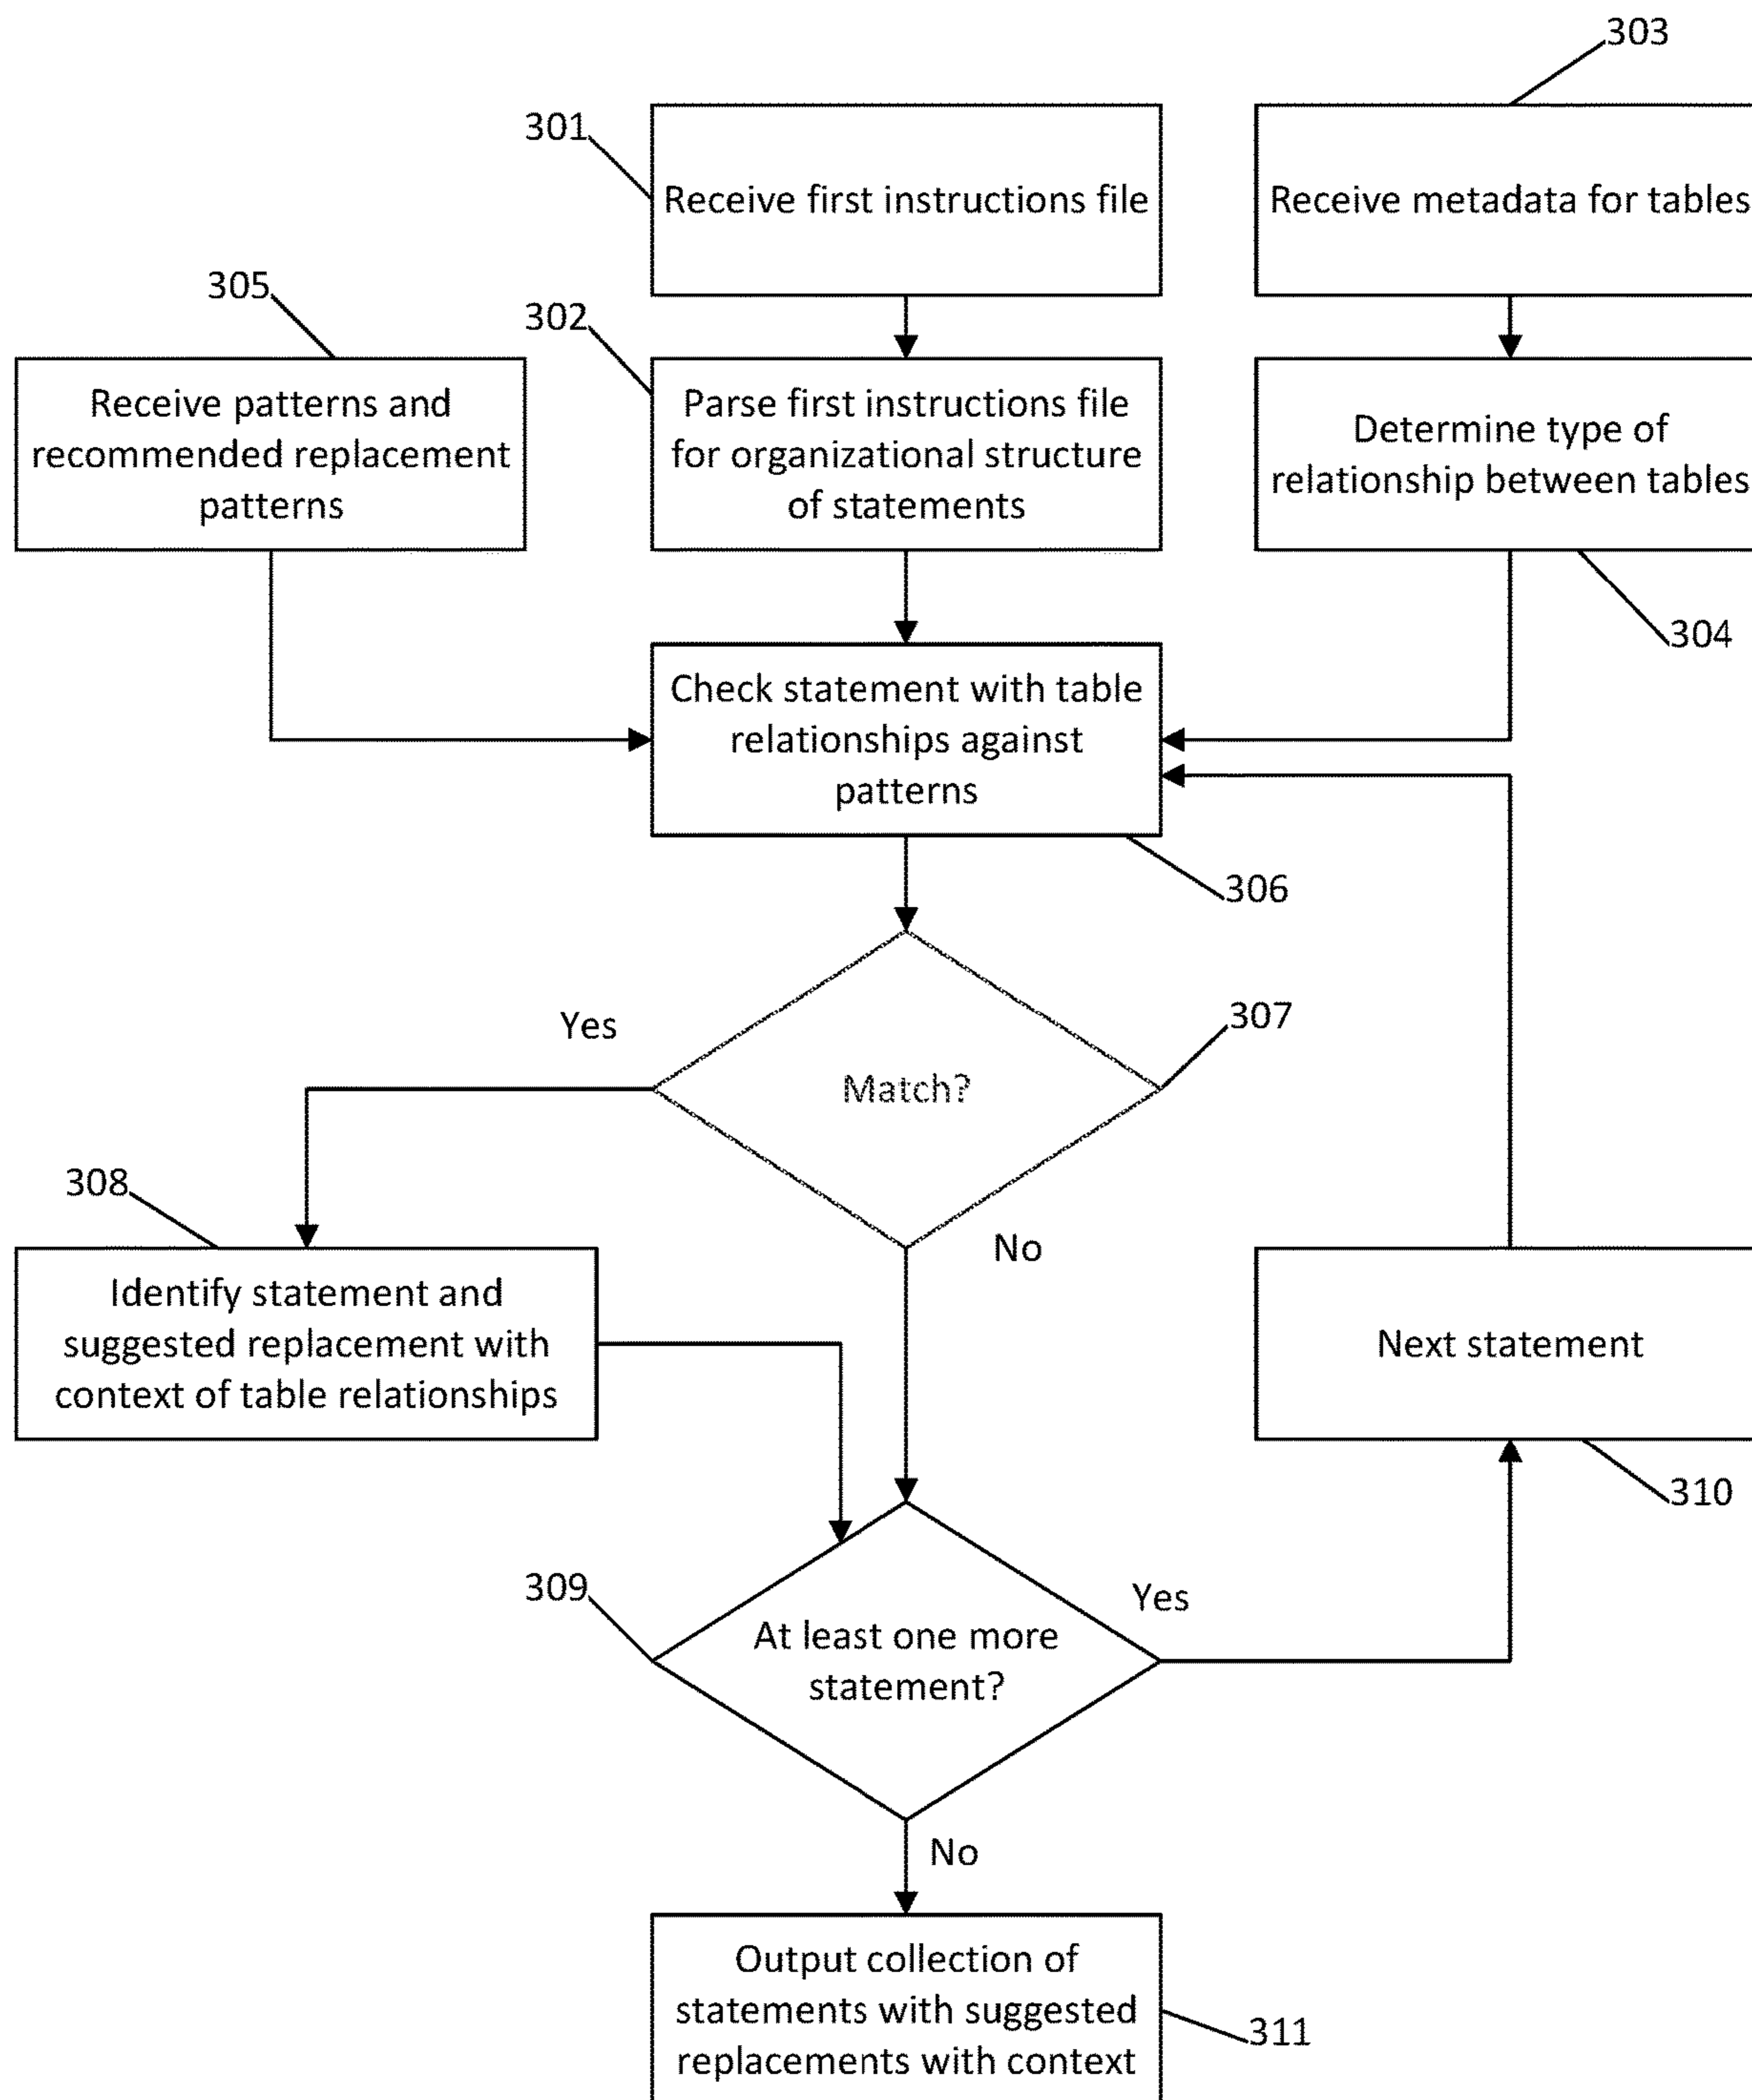 303
301
Receive first instructions file
Receive metadata for tables
305
302
Receive patterns and
recommended replacement
patterns
Parse first instructions file
for organizational structure
of statements
Determine type of
relationship between tables
304
Check statement with table
relationships against
patterns
306
Yes
307
Match?
308
No
Identify statement and
suggested replacement with
context of table relationships
Next statement
310
309
Yes
At least one more
statement?
No
Output collection of
statements with suggested
replacements with context
311